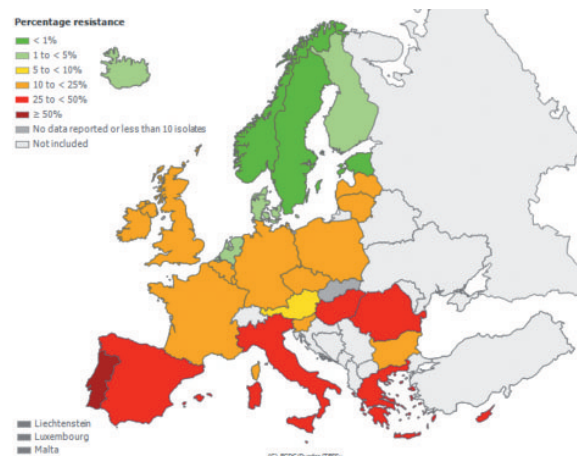 Percentage resistance
< 1%
1 to < 5%
5 to < 10%
10 to < 25%
25 to < 50%
≥ 50%
No data reported or less than 10 isolates
Not included
Liechtenstein
Luxembourg
Malta